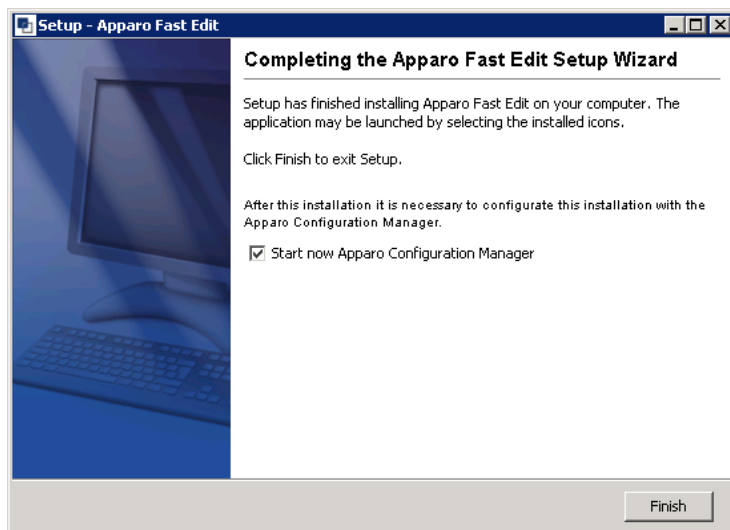 Setup - Apparo Fast Edit
Completing the Apparo Fast Edit Setup Wizard
Setup has finished installing Apparo Fast Edit on your computer. The
application may be launched by selecting the installed icons.
Click Finish to exit Setup.
After this installation it is necessary to configurate this installation with the
Apparo Configuration Manager.
Start now Apparo Configuration Manager
Finish